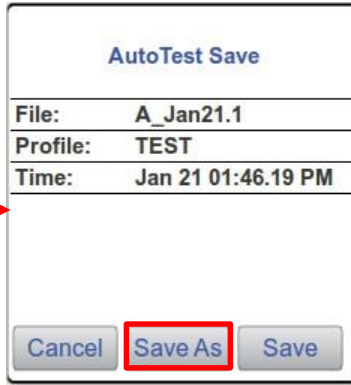 AutoTest Save
File: A_Jan21.1
Profile: TEST
Time: Jan 21 01:46.19 PM
Cancel Save As Save